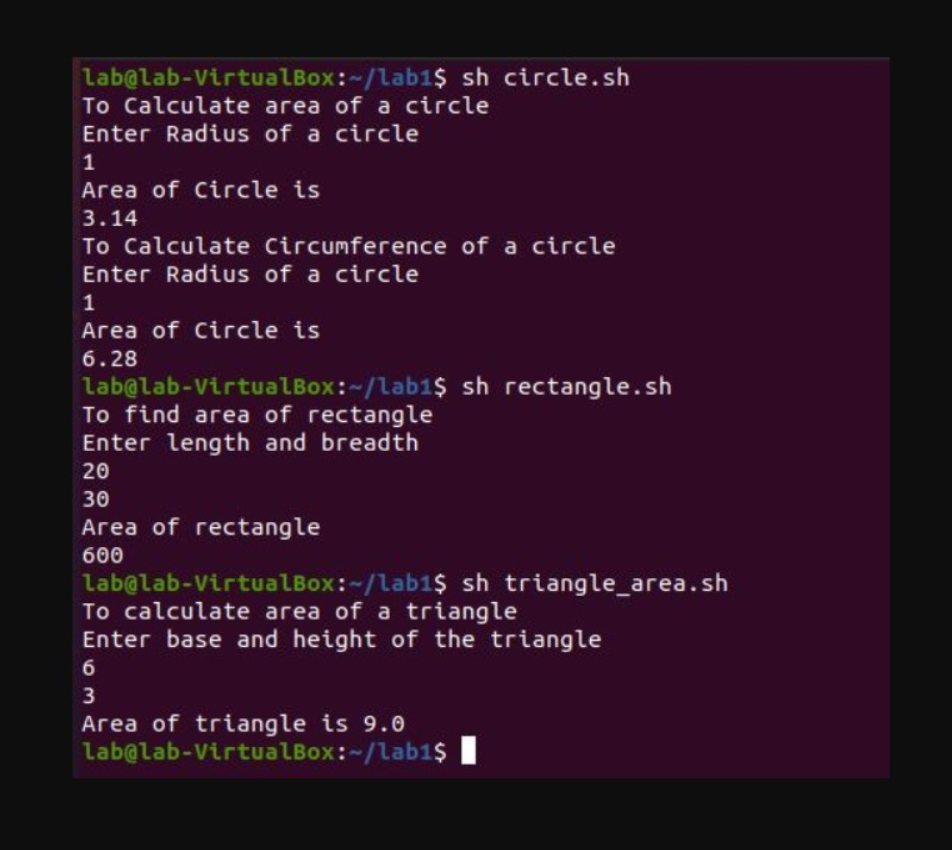 lab@lab-VirtualBox:~/lab1$ sh circle.sh
To Calculate area of a circle
Enter Radius of a circle
1
Area of Circle is
3.14
To Calculate Circumference of a circle
Enter Radius of a circle
1
Area of Circle is
6.28
lab@lab-VirtualBox:~/lab1$ sh rectangle.sh
To find area of rectangle
Enter length and breadth
20
30
Area of rectangle
600
lab@lab-VirtualBox:~/lab1$ sh triangle_area.sh
To calculate area of a triangle
Enter base and height of the triangle
6
3
Area of triangle is 9.0
lab@lab-VirtualBox:~/lab1$